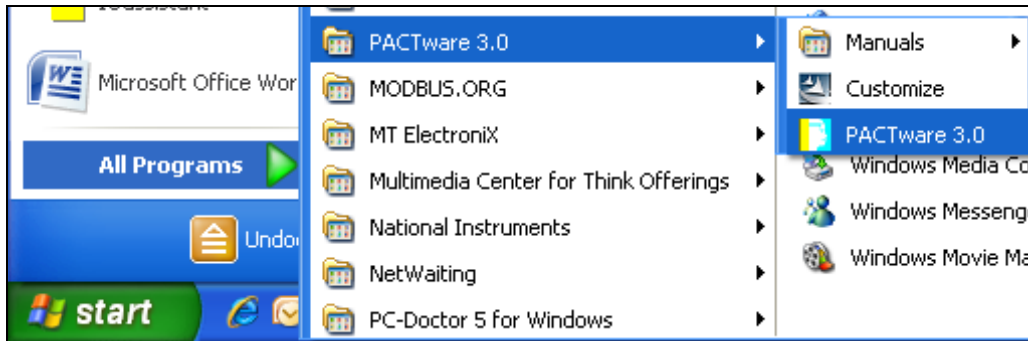 Microsoft Office Wor
All Programs
Undo
start
PACTware 3.0
MODBUS.ORG
MT ElectroniX
Multimedia Center for Think Offerings
National Instruments
NetWaiting
PC-Doctor 5 for Windows
Manuals
Customize
PACTware 3.0
Windows Media Co
Windows Messeng
Windows Movie Ma